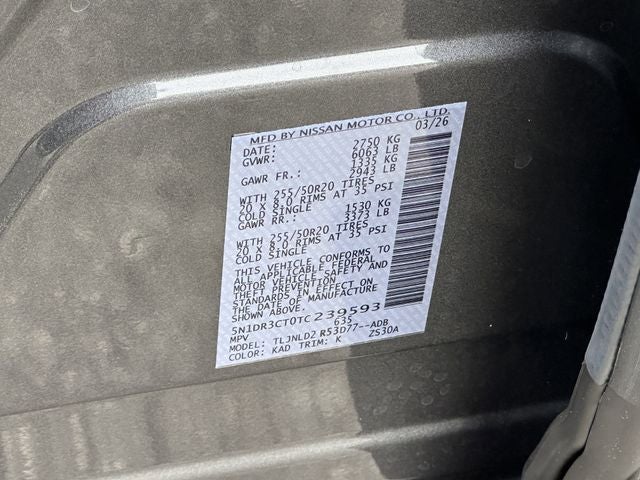 MFD BY NISSAN MOTOR CO., LTD.
DATE: 03/26
GVWR: 2750 KG
6063 LB
GAWR FR.: 1335 KG
2943 LB
WITH 255/50R20 TIRES
20 X 8.0 RIMS AT 35 PSI
COLD SINGLE
GAWR RR.: 1530 KG
3373 LB
WITH 255/50R20 TIRES
20 X 8.0 RIMS AT 35 PSI
COLD SINGLE
THIS VEHICLE CONFORMS TO
ALL APPLICABLE FEDERAL
MOTOR VEHICLE SAFETY AND
THEFT PREVENTION
STANDARDS IN EFFECT ON
THE DATE OF MANUFACTURE
SHOWN ABOVE.
5N1DR3CT0TC239593
MPV 635
MODEL: TLJNLD2 R53D77--ADB
COLOR: KAD TRIM: K ZS30A